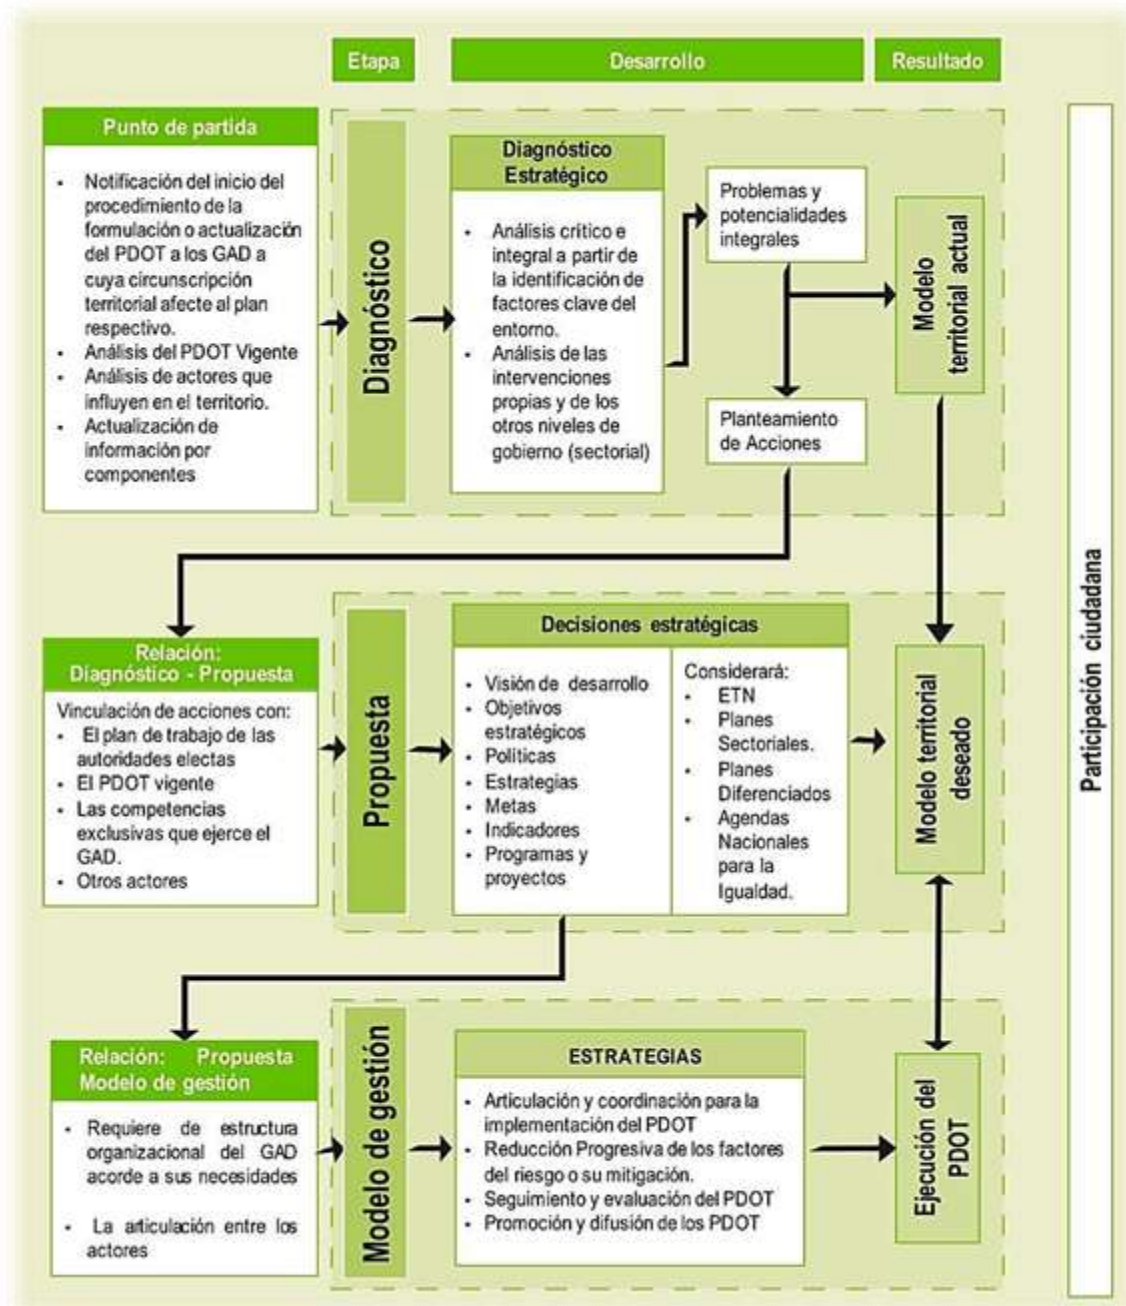 Etapa
Desarrollo
Resultado
Punto de partida
• Notificación del inicio del
procedimiento de la
formulación o actualización
del PDOT a los GAD a
cuya circunscripción
territorial afecte al plan
respectivo.
• Análisis del PDOT Vigente
• Análisis de actores que
influyen en el territorio.
• Actualización de
información por
componentes
Diagnóstico
Diagnóstico
Estratégico
• Análisis crítico e
integral a partir de
la identificación de
factores clave del
entorno.
• Análisis de las
intervenciones
propias y de los
otros niveles de
gobierno (sectorial)
Problemas y
potencialidades
integrales
Planteamiento
de Acciones
Modelo
territorial actual
Participación ciudadana
Relación:
Diagnóstico - Propuesta
Vinculación de acciones con:
• El plan de trabajo de las
autoridades electas
• El PDOT vigente
• Las competencias
exclusivas que ejerce el
GAD.
• Otros actores
Propuesta
Decisiones estratégicas
• Visión de desarrollo
• Objetivos
estratégicos
• Políticas
• Estrategias
• Metas
• Indicadores
• Programas y
proyectos
Considerará:
• ETN
• Planes
Sectoriales.
• Planes
Diferenciados
• Agendas
Nacionales
para la
Igualdad.
Modelo territorial
deseado
Relación: Propuesta
Modelo de gestión
• Requiere de estructura
organizacional del GAD
acorde a sus necesidades
• La articulación entre los
actores
Modelo de gestión
ESTRATEGIAS
• Articulación y coordinación para la
implementación del PDOT
• Reducción Progresiva de los factores
del riesgo o su mitigación.
• Seguimiento y evaluación del PDOT
• Promoción y difusión de los PDOT
Ejecución del
PDOT